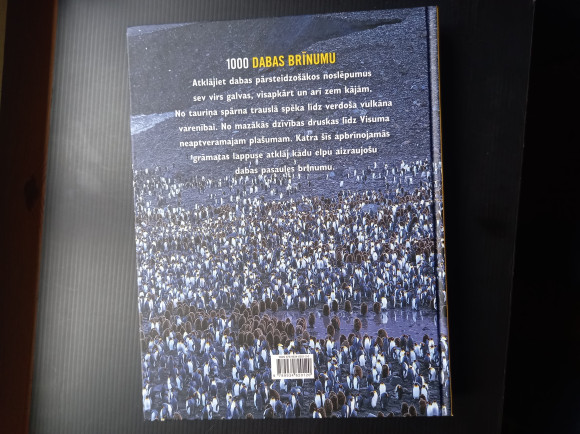 1000 DABAS BRĪNUMU
Atklājiet dabas pārsteidzošākos noslēpumus
sev virs galvas, visapkārt un arī zem kājām.
No tauriņa spārna trauslā spēka līdz verdoša vulkāna
varenībai. No mazākās dzīvības druskas līdz Visuma
neaptveramajam plašumam. Katra šīs apbrīnojamās
grāmatas lappuse atklāj kādu elpu aizraujošu
dabas pasaules brīnumu.